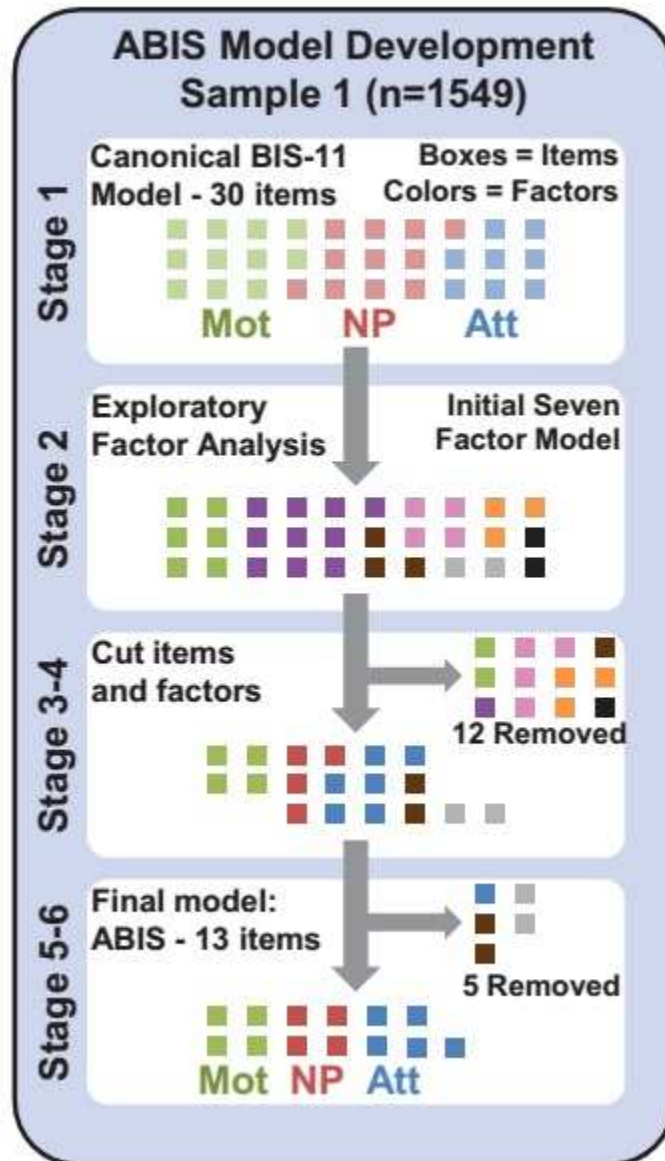 ABIS Model Development
Sample 1 (n=1549)
Stage 1
Canonical BIS-11
Model - 30 items
Boxes = Items
Colors = Factors
Mot NP Att
Stage 2
Exploratory
Factor Analysis
Initial Seven
Factor Model
Stage 3-4
Cut items
and factors
12 Removed
Stage 5-6
Final model:
ABIS - 13 items
5 Removed
Mot NP Att